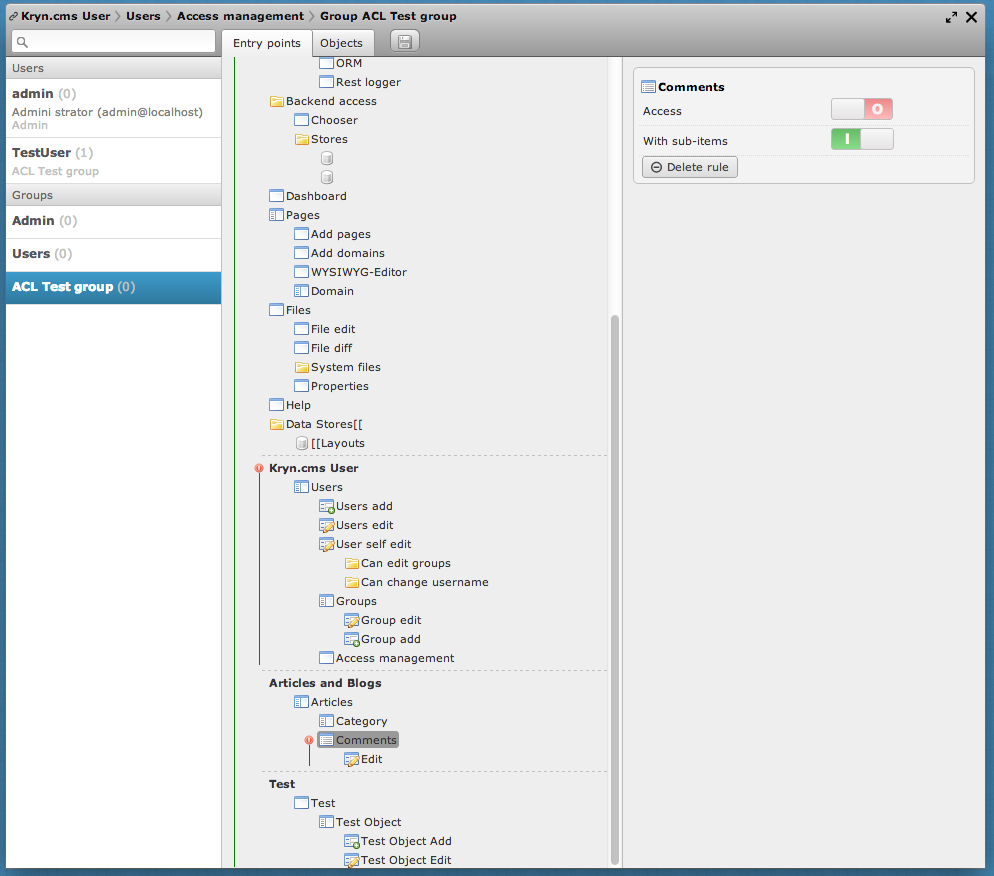 Kryn.cms User Users Access management Group ACL Test group
Entry points Objects
Users
admin (0)
Admini strator (admin@localhost)
Admin
TestUser (1)
ACL Test group
Groups
Admin (0)
Users (0)
ACL Test group (0)
ORM
Rest logger
Backend access
Chooser
Stores
Dashboard
Pages
Add pages
Add domains
WYSIWYG-Editor
Domain
Files
File edit
File diff
System files
Properties
Help
Data Stores[[
[[Layouts
Kryn.cms User
Users
Users add
Users edit
User self edit
Can edit groups
Can change username
Groups
Group edit
Group add
Access management
Articles and Blogs
Articles
Category
Comments
Edit
Test
Test
Test Object
Test Object Add
Test Object Edit
Comments
Access O
With sub-items I
Delete rule